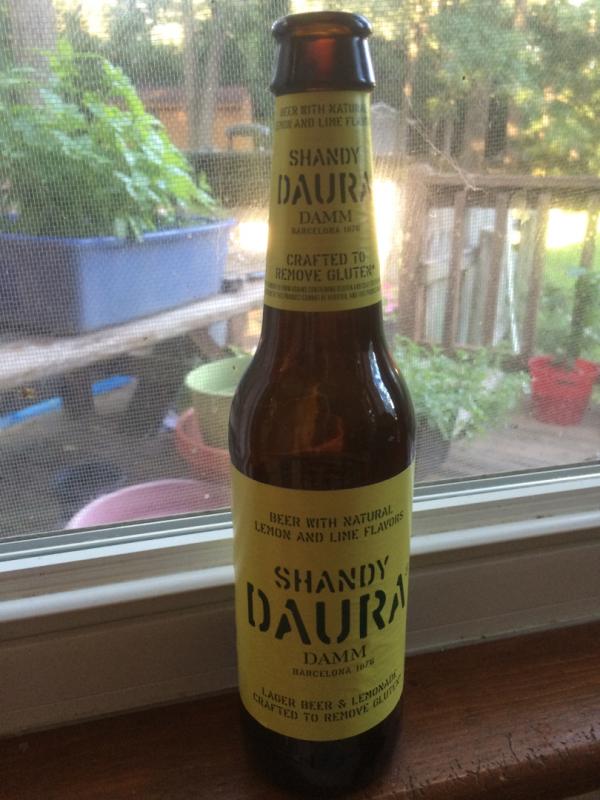 BEER WITH NATURAL
LEMON AND LIME FLAVORS
SHANDY
DAURA
DAMM
BARCELONA 1876
CRAFTED TO
REMOVE GLUTEN*
BEER WITH NATURAL
LEMON AND LIME FLAVORS
SHANDY
DAURA
DAMM
BARCELONA 1876
LAGER BEER & LEMONADE
CRAFTED TO REMOVE GLUTEN*